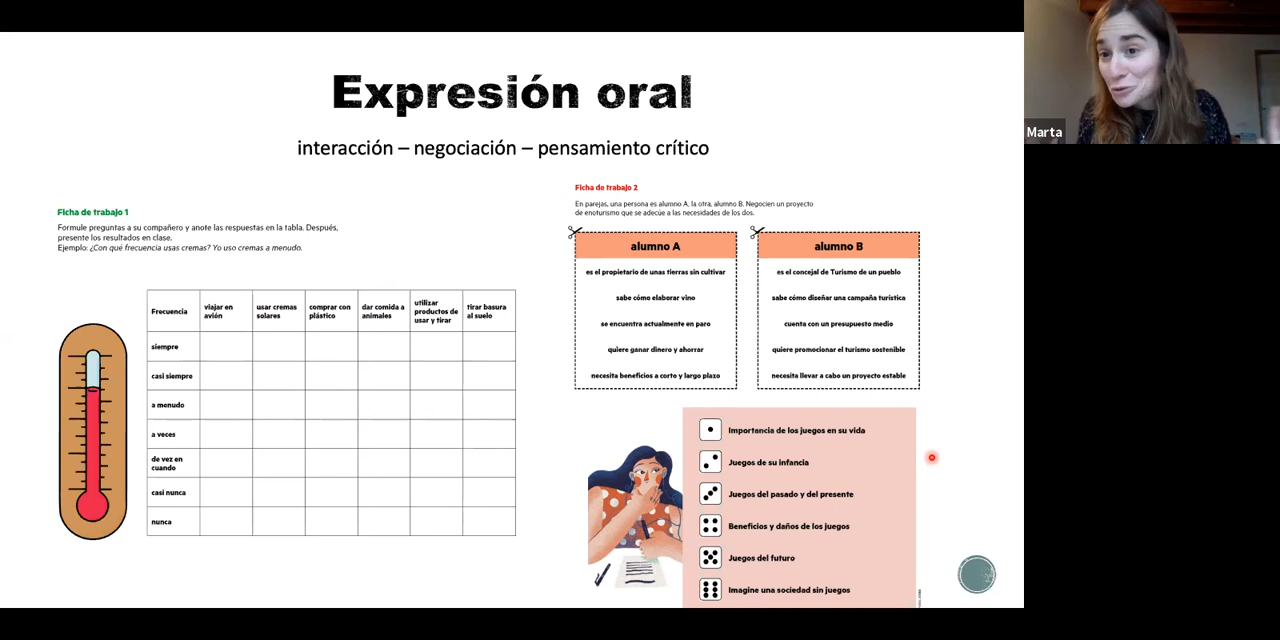 Expresión oral
interacción – negociación – pensamiento crítico
Marta
Ficha de trabajo 1
Formule preguntas a su compañero y anote las respuestas en la tabla. Después,
presente los resultados en clase.
Ejemplo: ¿Con qué frecuencia usas cremas? Yo uso cremas a menudo.
Frecuencia
viajar en
avión
usar cremas
solares
comprar con
plástico
dar comida a
animales
utilizar
productos de
usar y tirar
tirar basura
al suelo
siempre
casi siempre
a menudo
a veces
de vez en
cuando
casi nunca
nunca
Ficha de trabajo 2
En parejas, una persona es alumno A, la otra, alumno B. Negocien un proyecto
de enoturismo que se adecúe a las necesidades de los dos.
alumno A
es el propietario de unas tierras sin cultivar
sabe cómo elaborar vino
se encuentra actualmente en paro
quiere ganar dinero y ahorrar
necesita beneficios a corto y largo plazo
alumno B
es el concejal de Turismo de un pueblo
sabe cómo diseñar una campaña turística
cuenta con un presupuesto medio
quiere promocionar el turismo sostenible
necesita llevar a cabo un proyecto estable
Importancia de los juegos en su vida
Juegos de su infancia
Juegos del pasado y del presente
Beneficios y daños de los juegos
Juegos del futuro
Imagine una sociedad sin juegos